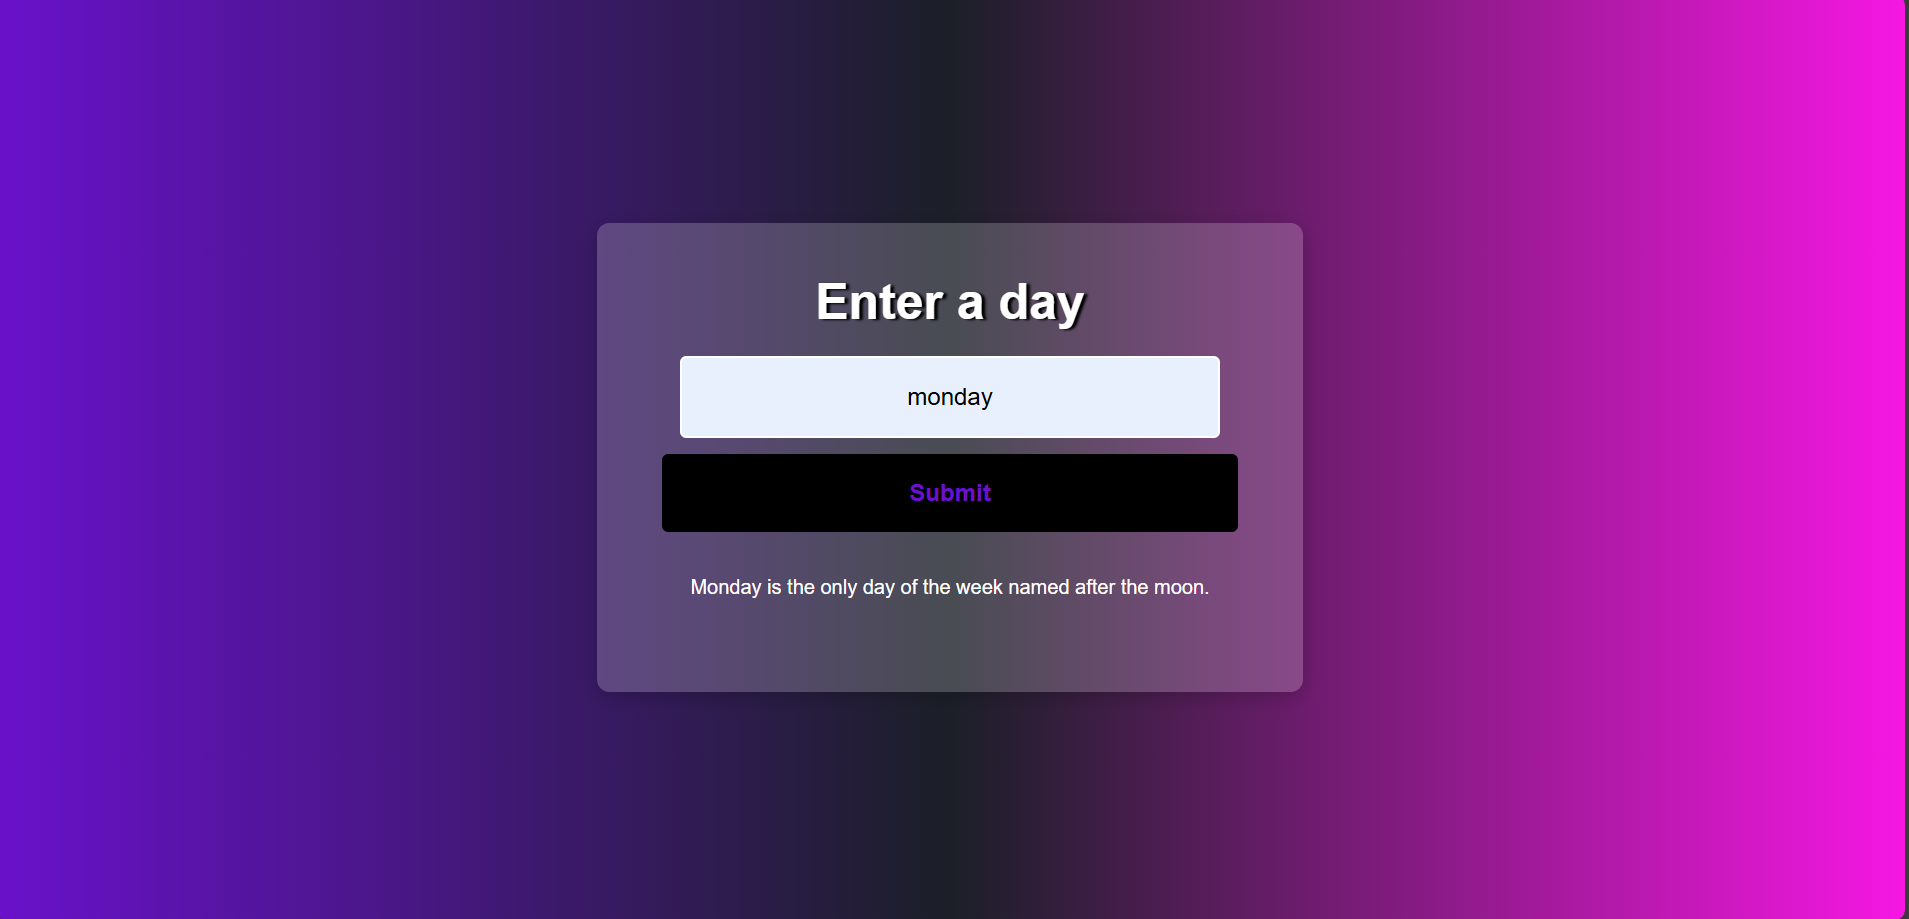 Enter a day
monday
Submit
Monday is the only day of the week named after the moon.